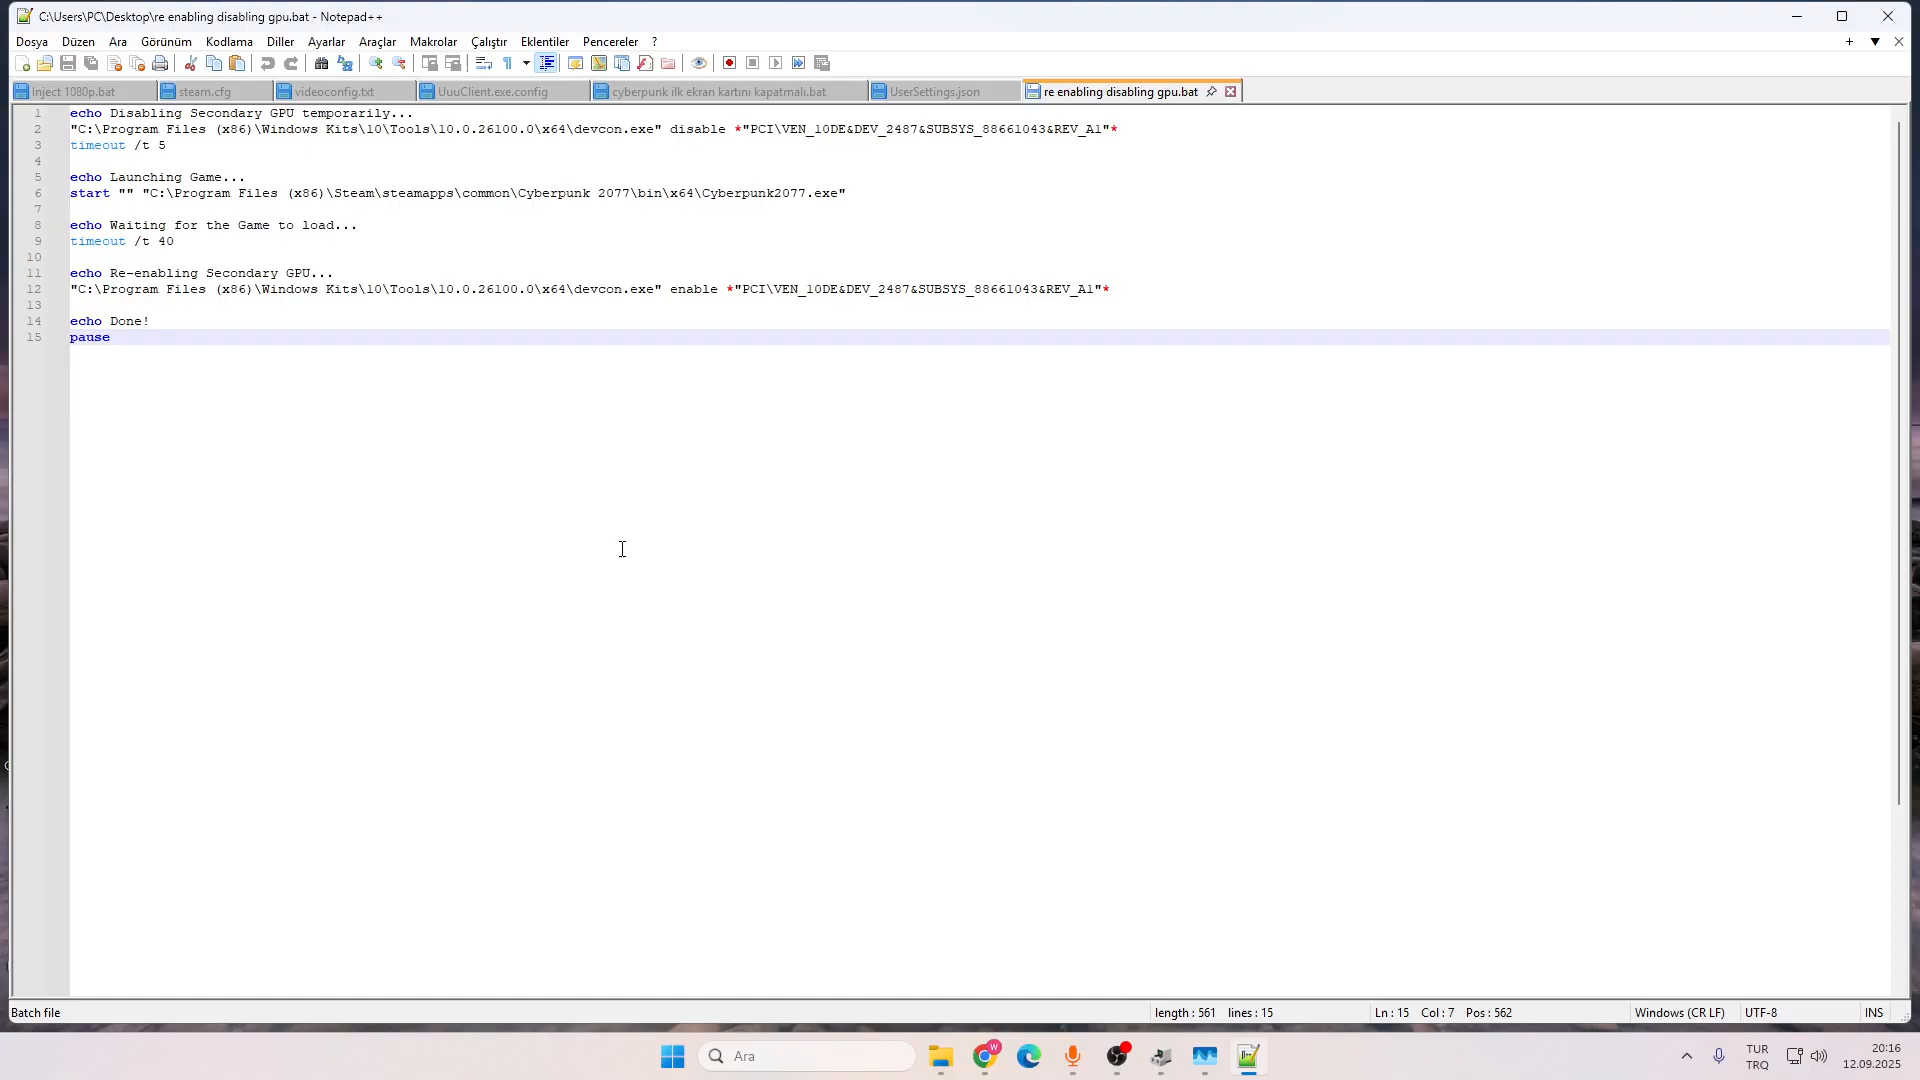 C:\Users\PC\Desktop\re enabling disabling gpu.bat - Notepad++
Dosya Düzen Ara Görünüm Kodlama Diller Ayarlar Araçlar Makrolar Çalıştır Eklentiler Pencereler ?
Inject 1080p.bat steam.cfg videoconfig.txt UuuClient.exe.config cyberpunk ilk ekran kartını kapatmalı.bat UserSettings.json re enabling disabling gpu.bat
1 echo Disabling Secondary GPU temporarily...
2 "C:\Program Files (x86)\Windows Kits\10\Tools\10.0.26100.0\x64\devcon.exe" disable *"PCI\VEN_10DE&DEV_2487&SUBSYS_88661043&REV_A1"*
3 timeout /t 5
4
5 echo Launching Game...
6 start "" "C:\Program Files (x86)\Steam\steamapps\common\Cyberpunk 2077\bin\x64\Cyberpunk2077.exe"
7
8 echo Waiting for the Game to load...
9 timeout /t 40
10
11 echo Re-enabling Secondary GPU...
12 "C:\Program Files (x86)\Windows Kits\10\Tools\10.0.26100.0\x64\devcon.exe" enable *"PCI\VEN_10DE&DEV_2487&SUBSYS_88661043&REV_A1"*
13
14 echo Done!
15 pause
Batch file length : 561 lines : 15 Ln : 15 Col : 7 Pos : 562 Windows (CR LF) UTF-8 INS
Ara W TUR 20:16
TRQ 12.09.2025